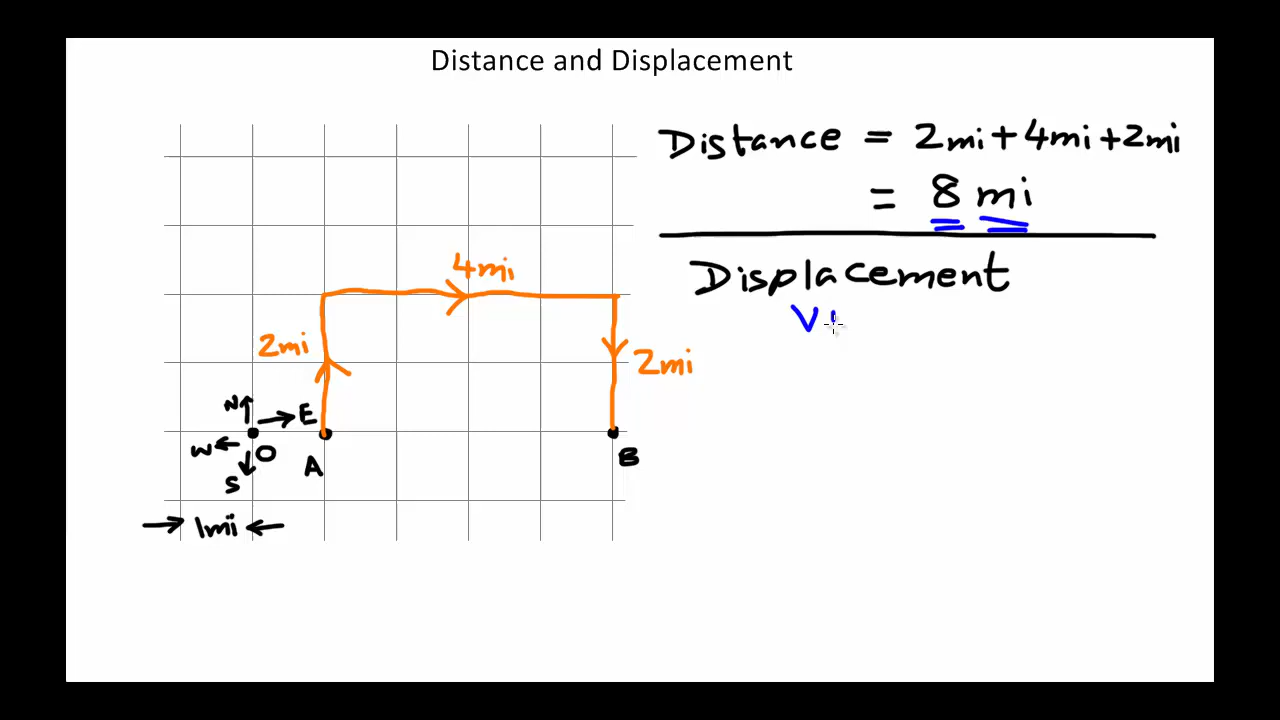 Distance and Displacement
Distance = 2mi+4mi+2mi
= 8 mi
Displacement
4mi
2mi
2mi
N
E
W
O
S
A
B
1mi